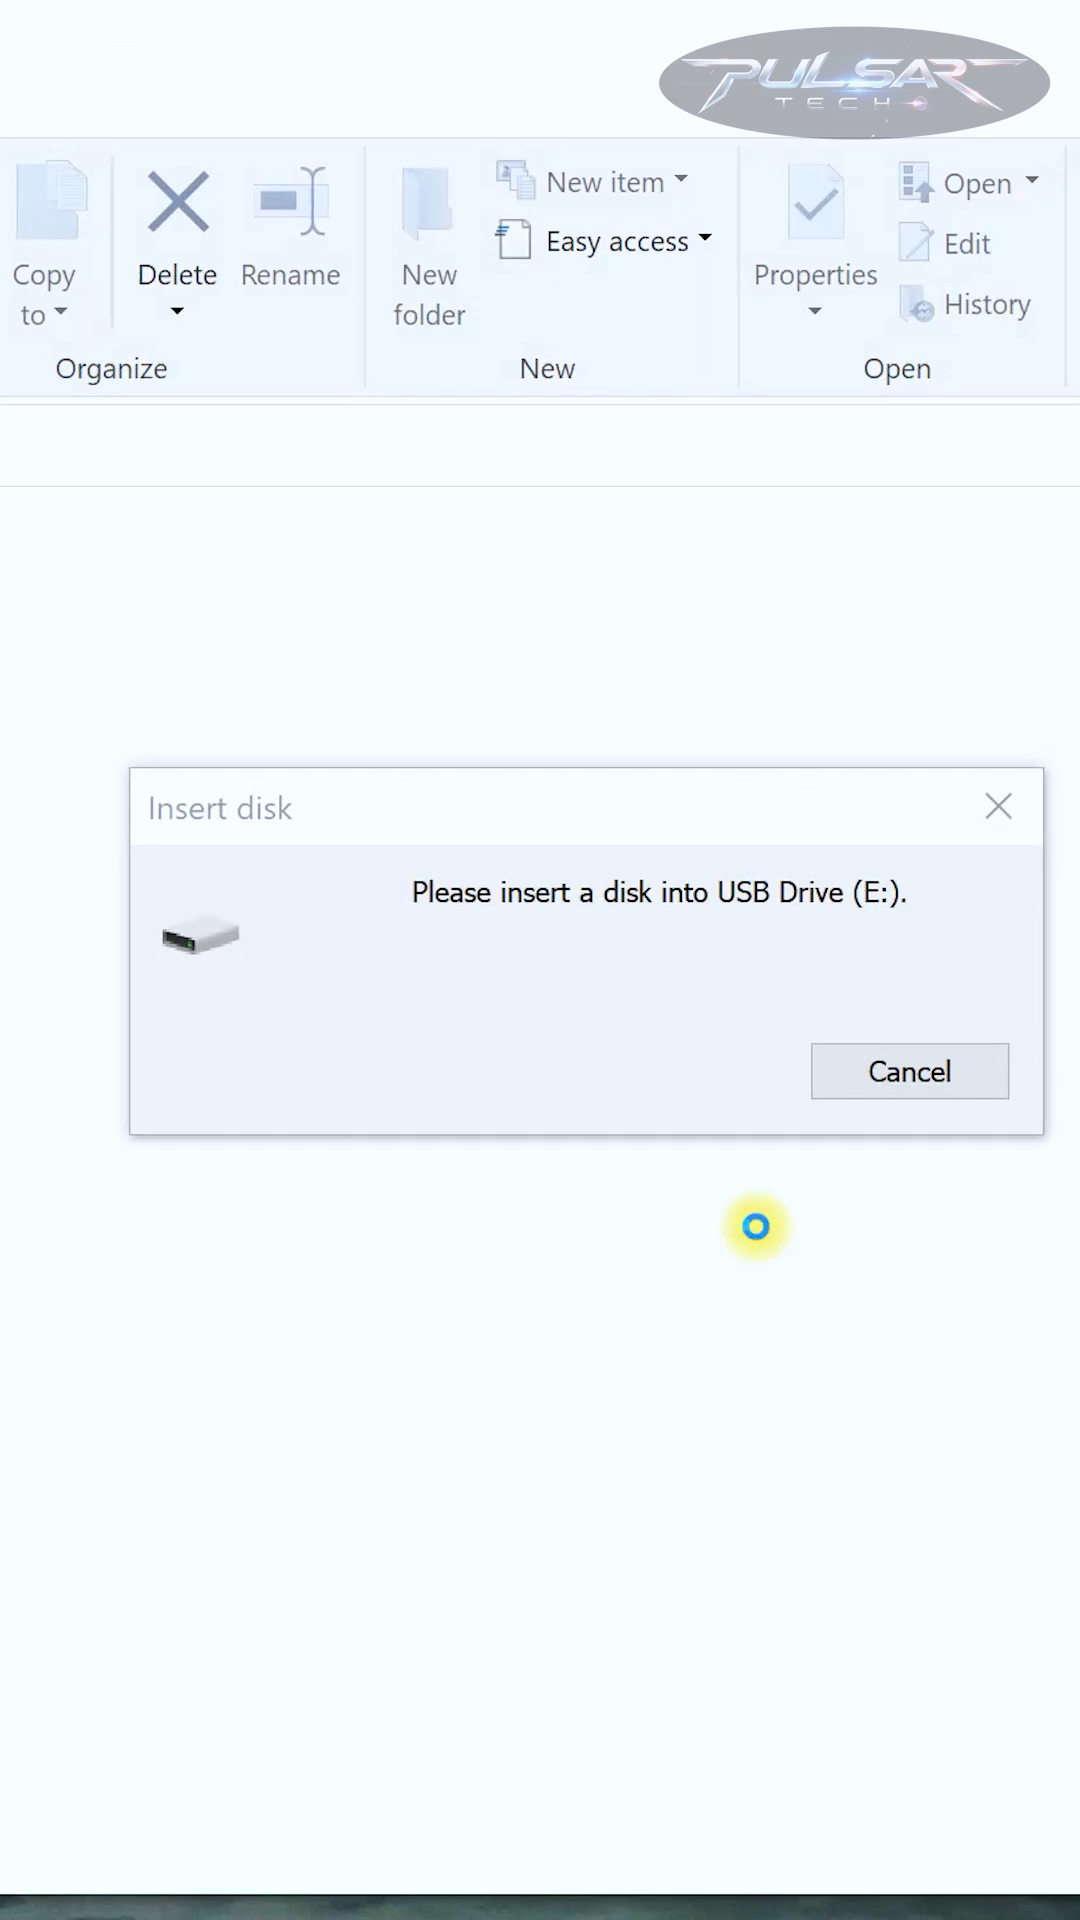 PULSAR
TECH
Copy
to
Delete
Rename
New
folder
New item
Easy access
Properties
Open
Edit
History
Organize
New
Open
Insert disk
Please insert a disk into USB Drive (E:).
Cancel